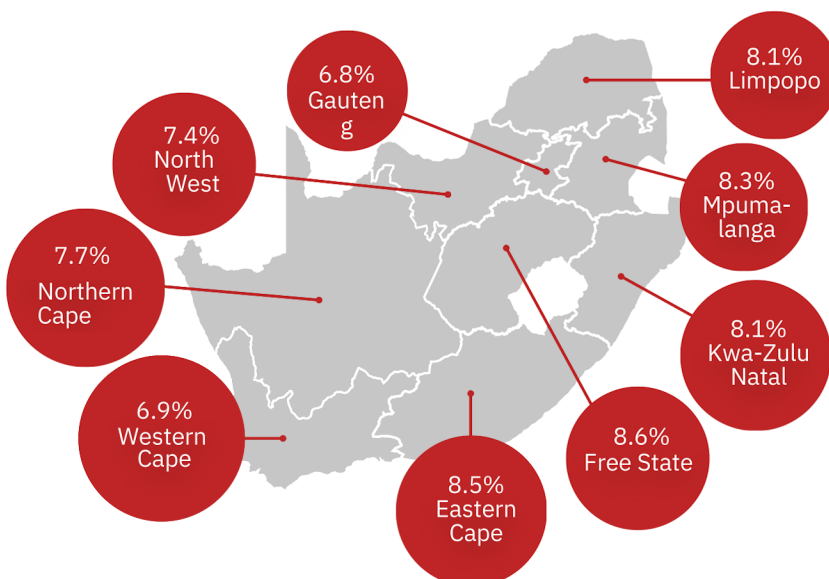 6.8%
Gauten
g
8.1%
Limpopo
7.4%
North
West
8.3%
Mpuma-
langa
7.7%
Northern
Cape
8.1%
Kwa-Zulu
Natal
6.9%
Western
Cape
8.6%
Free State
8.5%
Eastern
Cape